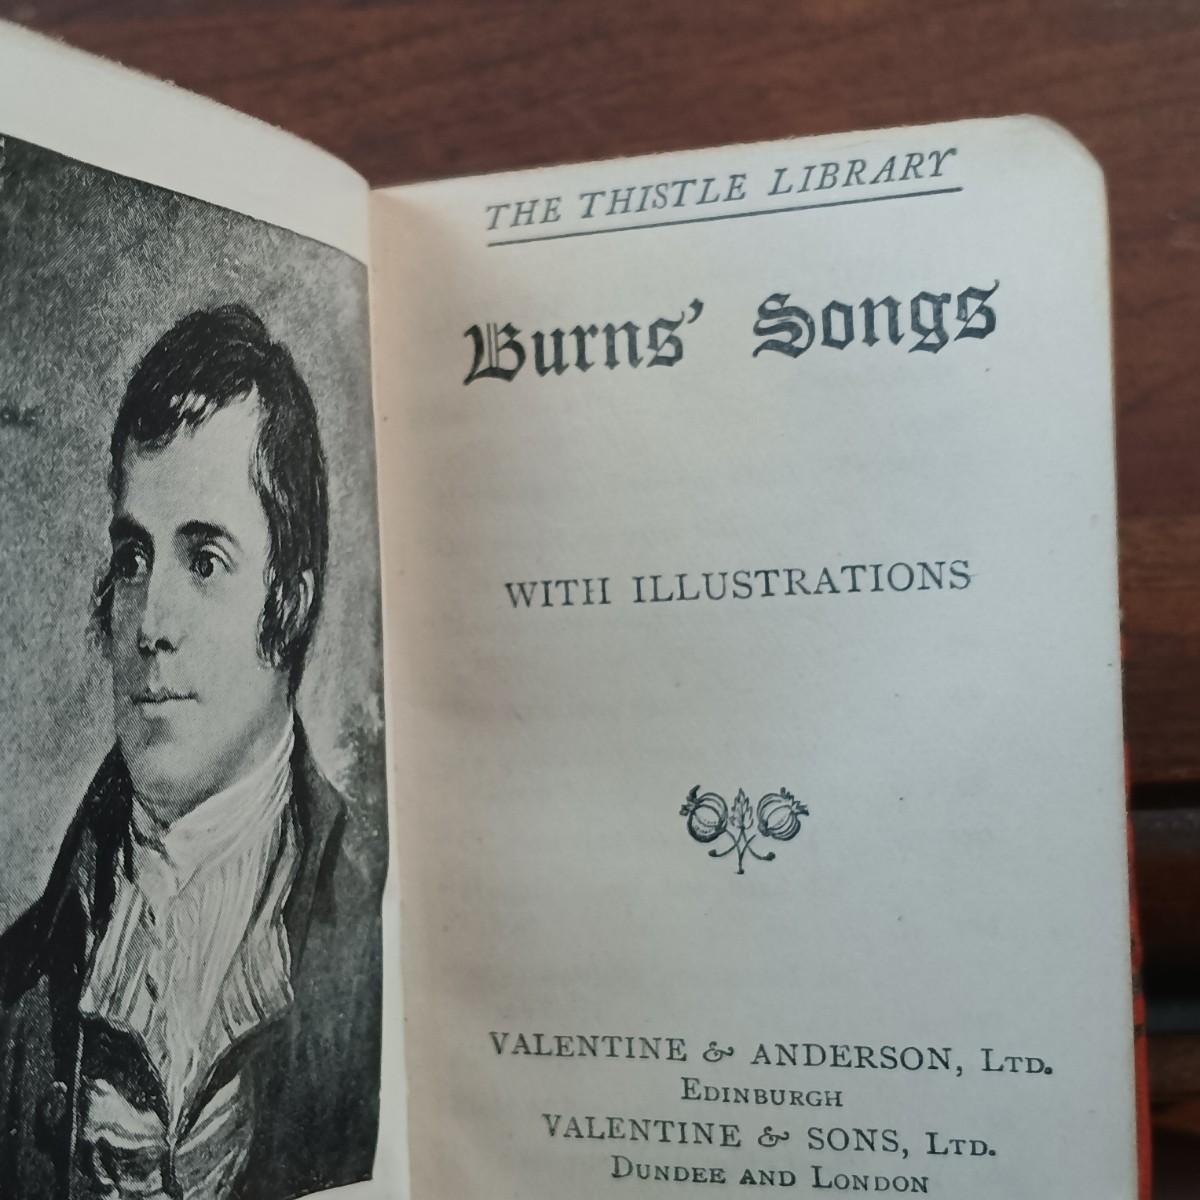 THE THISTLE LIBRARY
Burns' Songs
WITH ILLUSTRATIONS
VALENTINE & ANDERSON, LTD.
EDINBURGH
VALENTINE & SONS, LTD.
DUNDEE AND LONDON